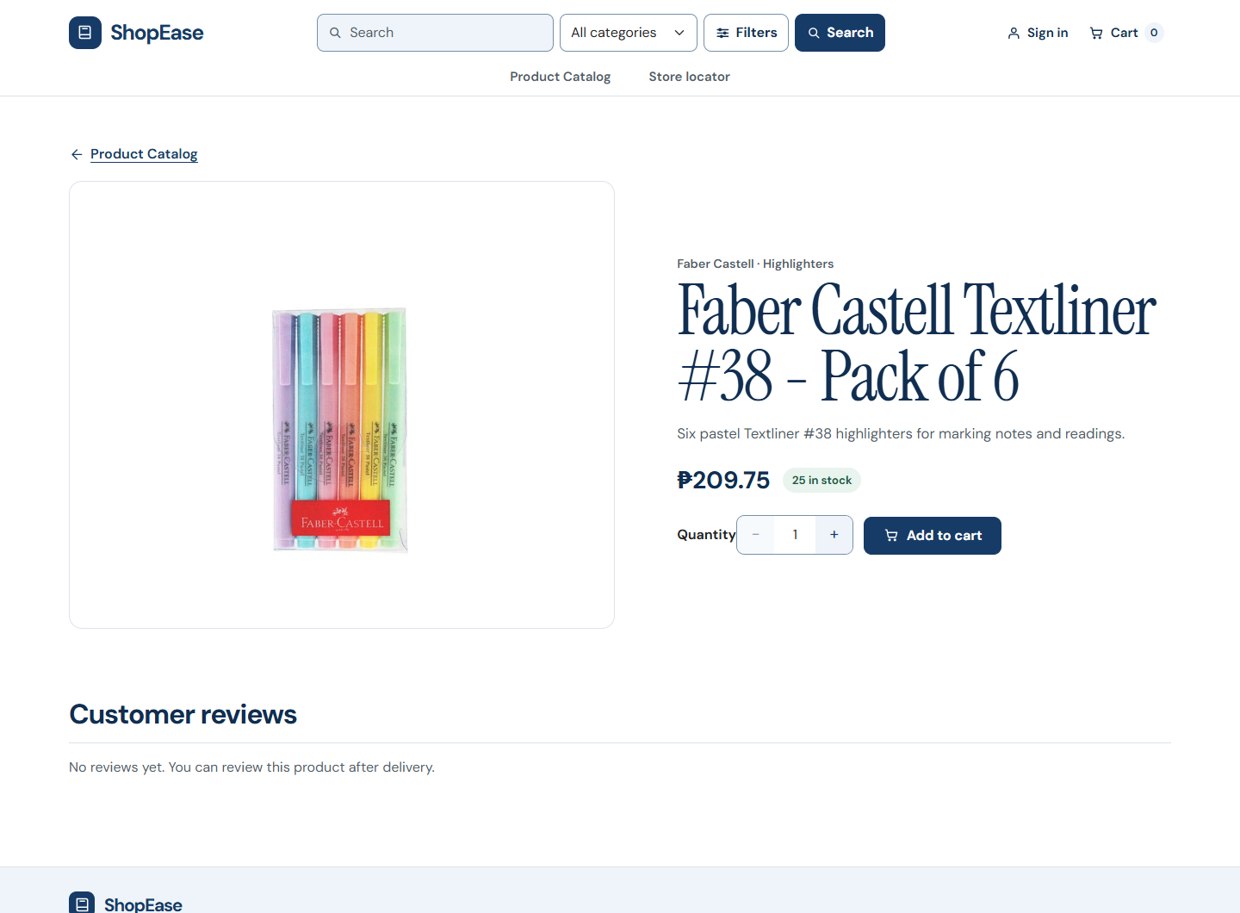 ShopEase
Search
All categories
Filters
Search
Sign in
Cart 0
Product Catalog
Store locator
Product Catalog
FABER-CASTELL
Faber Castell · Highlighters
Faber Castell Textliner
#38 – Pack of 6
Six pastel Textliner #38 highlighters for marking notes and readings.
₱209.75
25 in stock
Quantity
−
1
+
Add to cart
Customer reviews
No reviews yet. You can review this product after delivery.
ShopEase